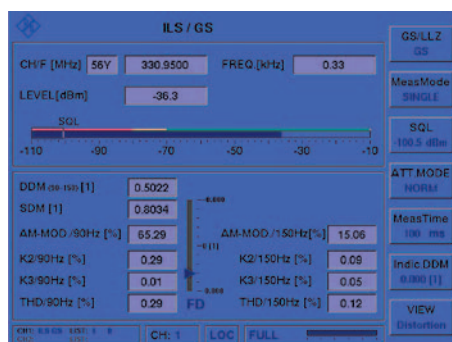 ILS / GS
CH/F [MHz] 56Y 330.9500 FREQ.[kHz] 0.33
LEVEL[dBm] -36.3
SQL
-110 -90 -70 -50 -30 -10
DDM (90-150) [1] 0.5022
SDM [1] 0.8034
AM-MOD./90Hz [%] 65.29 AM-MOD./150Hz [%] 15.06
K2/90Hz [%] 0.29 K2/150Hz [%] 0.09
K3/90Hz [%] 0.01 K3/150Hz [%] 0.05
THD/90Hz [%] 0.29 FD THD/150Hz [%] 0.12
0 [1]
CH: 1 LOC FULL
GS/LLZ
GS
MeasMode
SINGLE
SQL
-100.5 dBm
ATT.MODE
NORM
MeasTime
100 ms
Indic DDM
VIEW
Distortion